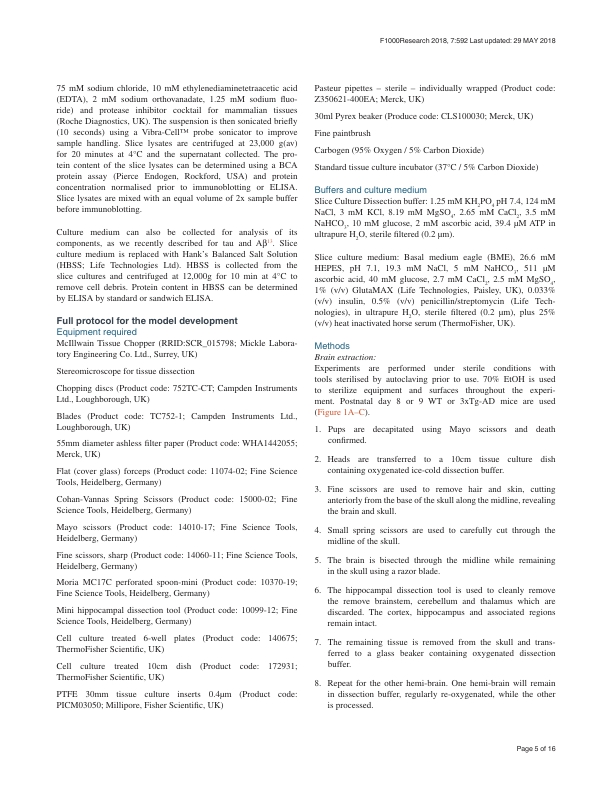 F1000Research 2018, 7:592 Last updated: 29 MAY 2018
75 mM sodium chloride, 10 mM ethylenediaminetetraacetic acid
(EDTA), 2 mM sodium orthovanadate, 1.25 mM sodium fluo-
ride) and protease inhibitor cocktail for mammalian tissues
(Roche Diagnostics, UK). The suspension is then sonicated briefly
(10 seconds) using a Vibra-Cell™ probe sonicator to improve
sample handling. Slice lysates are centrifuged at 23,000 g(av)
for 20 minutes at 4°C and the supernatant collected. The pro-
tein content of the slice lysates can be determined using a BCA
protein assay (Pierce Endogen, Rockford, USA) and protein
concentration normalised prior to immunoblotting or ELISA.
Slice lysates are mixed with an equal volume of 2x sample buffer
before immunoblotting.
Culture medium can also be collected for analysis of its
components, as we recently described for tau and Aβ12. Slice
culture medium is replaced with Hank's Balanced Salt Solution
(HBSS; Life Technologies Ltd). HBSS is collected from the
slice cultures and centrifuged at 12,000g for 10 min at 4°C to
remove cell debris. Protein content in HBSS can be determined
by ELISA by standard or sandwich ELISA.
Full protocol for the model development
Equipment required
McIllwain Tissue Chopper (RRID:SCR_015798; Mickle Labora-
tory Engineering Co. Ltd., Surrey, UK)
Stereomicroscope for tissue dissection
Chopping discs (Product code: 752TC-CT; Campden Instruments
Ltd., Loughborough, UK)
Blades (Product code: TC752-1; Campden Instruments Ltd.,
Loughborough, UK)
55mm diameter ashless filter paper (Product code: WHA1442055;
Merck, UK)
Flat (cover glass) forceps (Product code: 11074-02; Fine Science
Tools, Heidelberg, Germany)
Cohan-Vannas Spring Scissors (Product code: 15000-02; Fine
Science Tools, Heidelberg, Germany)
Mayo scissors (Product code: 14010-17; Fine Science Tools,
Heidelberg, Germany)
Fine scissors, sharp (Product code: 14060-11; Fine Science Tools,
Heidelberg, Germany)
Moria MC17C perforated spoon-mini (Product code: 10370-19;
Fine Science Tools, Heidelberg, Germany)
Mini hippocampal dissection tool (Product code: 10099-12; Fine
Science Tools, Heidelberg, Germany)
Cell culture treated 6-well plates (Product code: 140675;
ThermoFisher Scientific, UK)
Cell culture treated 10cm dish (Product code: 172931;
ThermoFisher Scientific, UK)
PTFE 30mm tissue culture inserts 0.4μm (Product code:
PICM03050; Millipore, Fisher Scientific, UK)
Pasteur pipettes – sterile – individually wrapped (Product code:
Z350621-400EA; Merck, UK)
30ml Pyrex beaker (Produce code: CLS100030; Merck, UK)
Fine paintbrush
Carbogen (95% Oxygen / 5% Carbon Dioxide)
Standard tissue culture incubator (37°C / 5% Carbon Dioxide)
Buffers and culture medium
Slice Culture Dissection buffer: 1.25 mM KH2PO4 pH 7.4, 124 mM
NaCl, 3 mM KCl, 8.19 mM MgSO4, 2.65 mM CaCl2, 3.5 mM
NaHCO3, 10 mM glucose, 2 mM ascorbic acid, 39.4 μM ATP in
ultrapure H2O, sterile filtered (0.2 μm).
Slice culture medium: Basal medium eagle (BME), 26.6 mM
HEPES, pH 7.1, 19.3 mM NaCl, 5 mM NaHCO3, 511 μM
ascorbic acid, 40 mM glucose, 2.7 mM CaCl2, 2.5 mM MgSO4,
1% (v/v) GlutaMAX (Life Technologies, Paisley, UK), 0.033%
(v/v) insulin, 0.5% (v/v) penicillin/streptomycin (Life Tech-
nologies), in ultrapure H2O, sterile filtered (0.2 μm), plus 25%
(v/v) heat inactivated horse serum (ThermoFisher, UK).
Methods
Brain extraction:
Experiments are performed under sterile conditions with
tools sterilised by autoclaving prior to use. 70% EtOH is used
to sterilize equipment and surfaces throughout the experi-
ment. Postnatal day 8 or 9 WT or 3xTg-AD mice are used
(Figure 1A–C).
1. Pups are decapitated using Mayo scissors and death
confirmed.
2. Heads are transferred to a 10cm tissue culture dish
containing oxygenated ice-cold dissection buffer.
3. Fine scissors are used to remove hair and skin, cutting
anteriorly from the base of the skull along the midline, revealing
the brain and skull.
4. Small spring scissors are used to carefully cut through the
midline of the skull.
5. The brain is bisected through the midline while remaining
in the skull using a razor blade.
6. The hippocampal dissection tool is used to cleanly remove
the remove brainstem, cerebellum and thalamus which are
discarded. The cortex, hippocampus and associated regions
remain intact.
7. The remaining tissue is removed from the skull and trans-
ferred to a glass beaker containing oxygenated dissection
buffer.
8. Repeat for the other hemi-brain. One hemi-brain will remain
in dissection buffer, regularly re-oxygenated, while the other
is processed.
Page 5 of 16